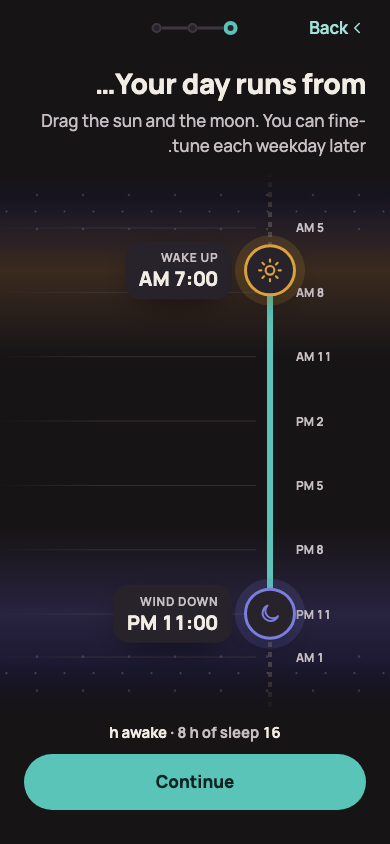 Back
...Your day runs from
Drag the sun and the moon. You can fine-
.tune each weekday later
AM 5
WAKE UP
AM 7:00
AM 8
AM 11
PM 2
PM 5
PM 8
WIND DOWN
PM 11:00
PM 11
AM 1
h awake · 8 h of sleep 16
Continue